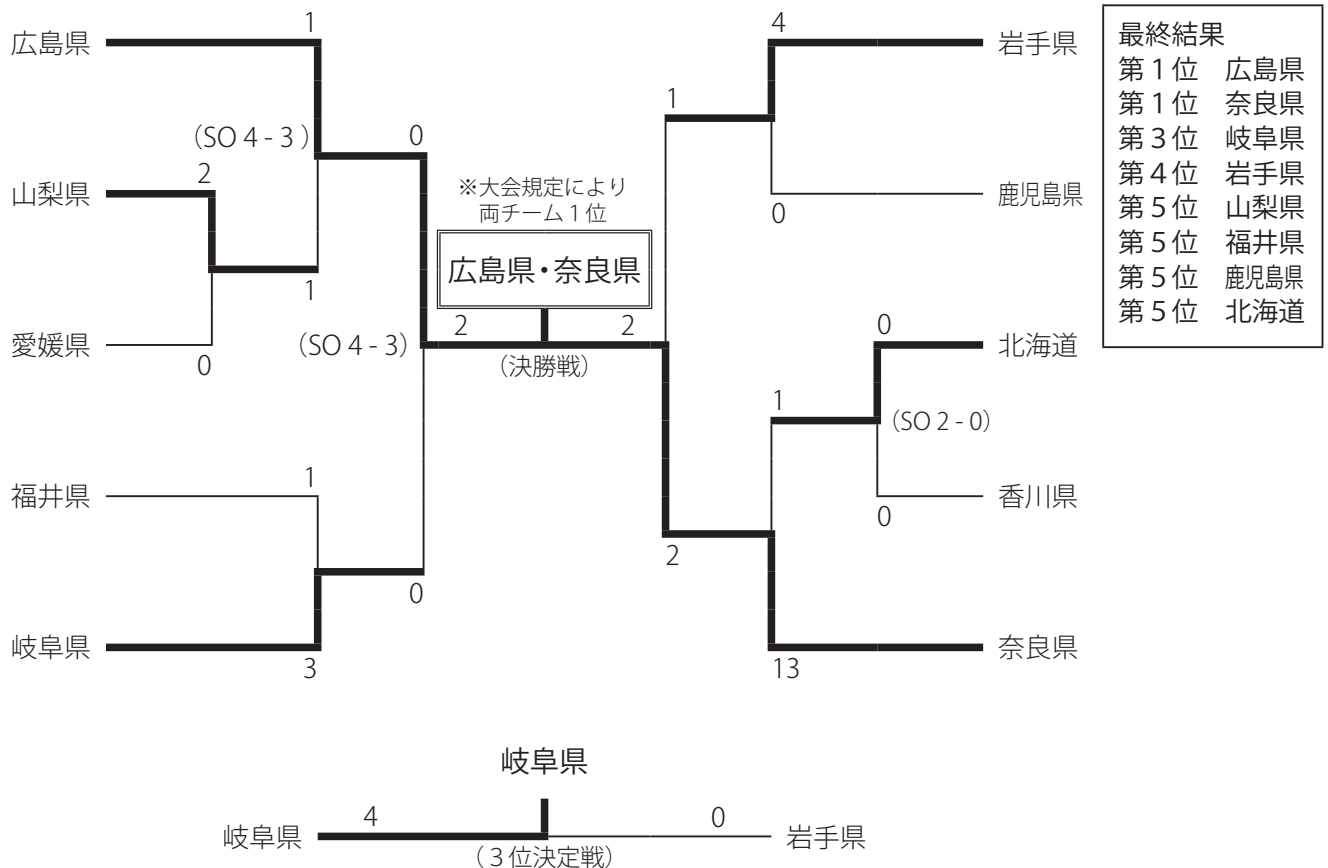 広島県
1
(SO 4 - 3 )
0
山梨県
2
1
愛媛県
0
(SO 4 - 3)
福井県
1
0
岐阜県
3
※大会規定により
両チーム1位
広島県・奈良県
2
2
(決勝戦)
4
岩手県
1
鹿児島県
0
0
北海道
1
(SO 2 - 0)
香川県
0
2
奈良県
13
最終結果
第1位 広島県
第1位 奈良県
第3位 岐阜県
第4位 岩手県
第5位 山梨県
第5位 福井県
第5位 鹿児島県
第5位 北海道
岐阜県
岐阜県
4
0
岩手県
(3位決定戦)